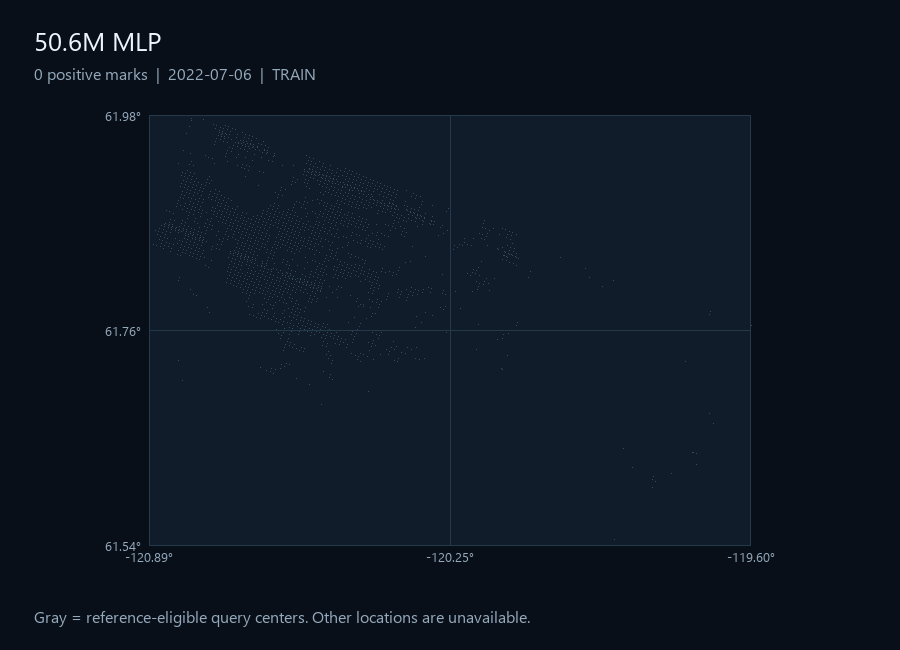 50.6M MLP
0 positive marks | 2022-07-06 | TRAIN
61.98°
61.76°
61.54°
-120.89°
-120.25°
-119.60°
Gray = reference-eligible query centers. Other locations are unavailable.